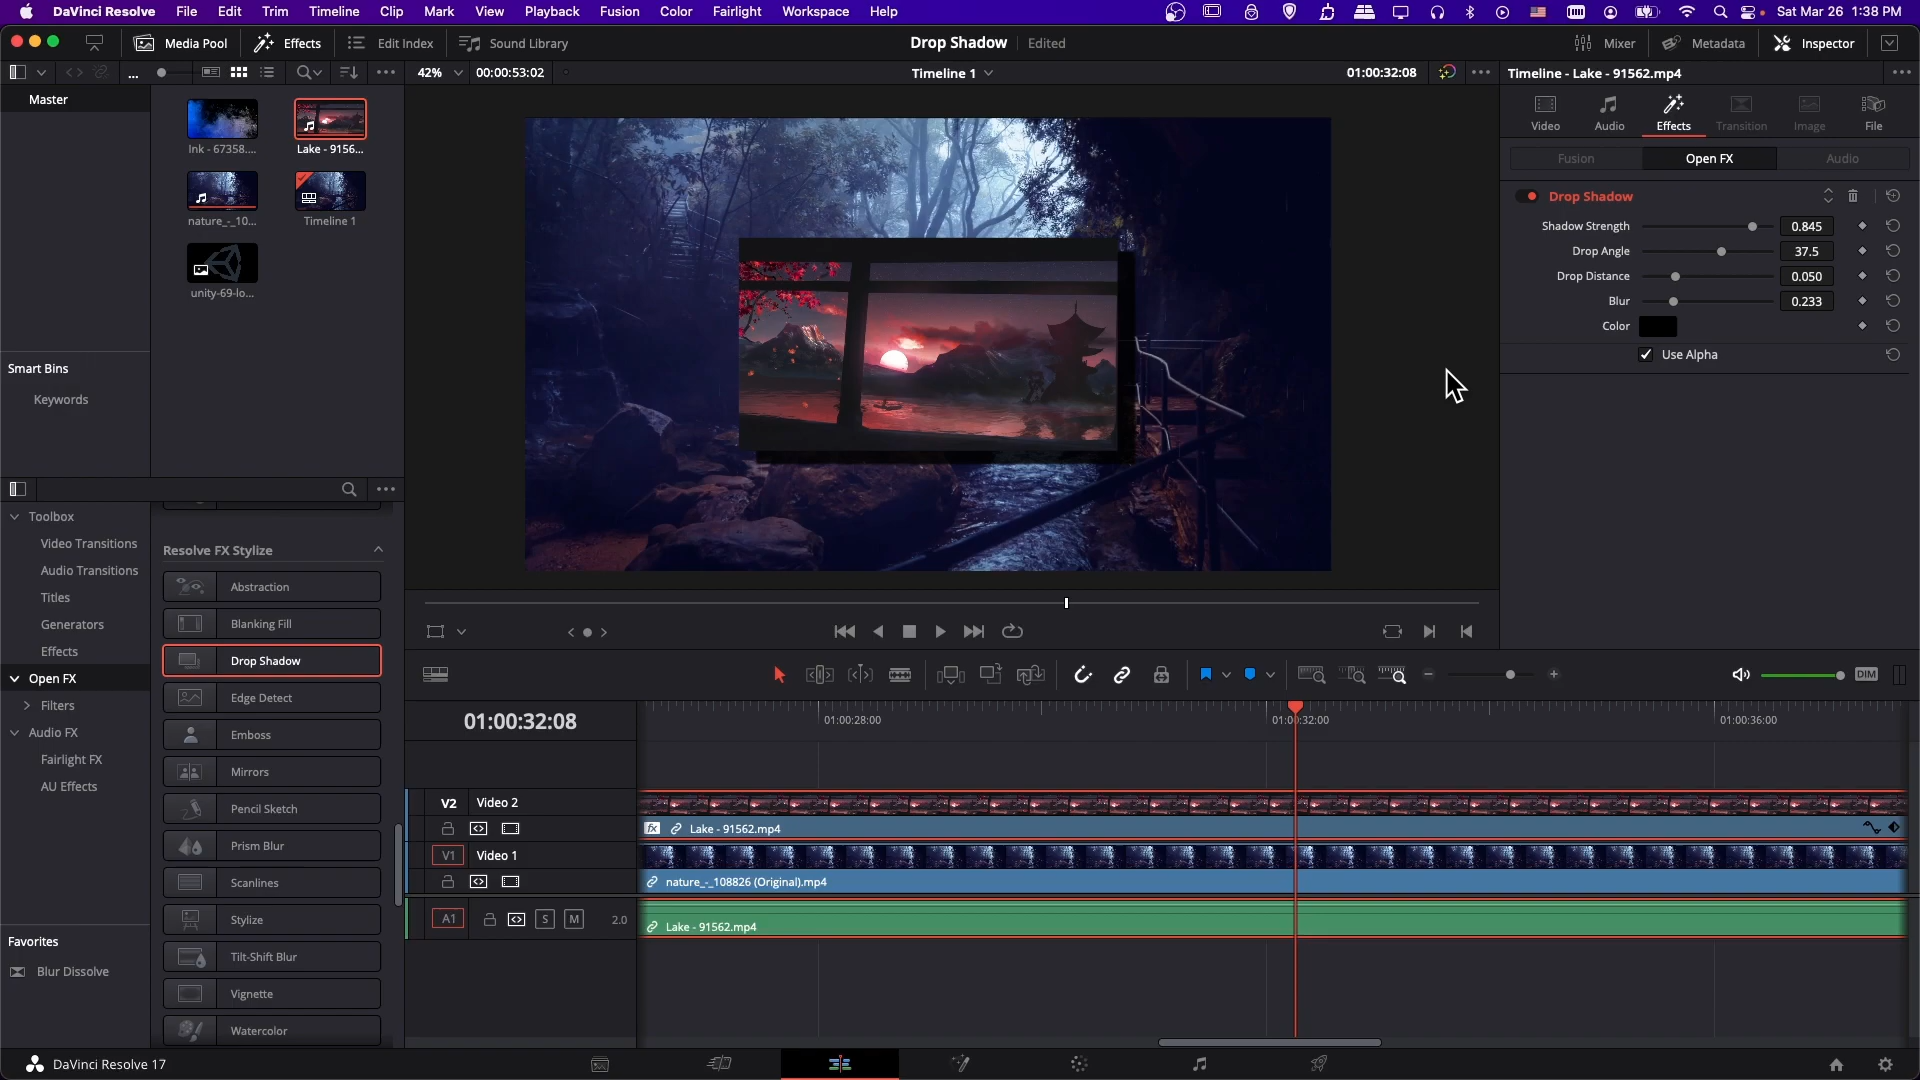 DaVinci Resolve File Edit Trim Timeline Clip Mark View Playback Fusion Color Fairlight Workspace Help Sat Mar 26 1:38 PM
Media Pool Effects Edit Index Sound Library Drop Shadow Edited Mixer Metadata Inspector
... 42% 00:00:53:02 Timeline 1 01:00:32:08 Timeline - Lake - 91562.mp4
Master
Ink - 67358....
Lake - 9156...
nature_-_10...
Timeline 1
unity-69-lo...
Smart Bins
Keywords
Video Audio Effects Transition Image File
Fusion Open FX Audio
Drop Shadow
Shadow Strength 0.845
Drop Angle 37.5
Drop Distance 0.050
Blur 0.233
Color
Use Alpha
Toolbox
Video Transitions
Audio Transitions
Titles
Generators
Effects
Open FX
Filters
Audio FX
Fairlight FX
AU Effects
Favorites
Blur Dissolve
Resolve FX Stylize
Abstraction
Blanking Fill
Drop Shadow
Edge Detect
Emboss
Mirrors
Pencil Sketch
Prism Blur
Scanlines
Stylize
Tilt-Shift Blur
Vignette
Watercolor
DIM
01:00:32:08 01:00:28:00 01:00:32:00 01:00:36:00
V2 Video 2
fx Lake - 91562.mp4
V1 Video 1
nature_-_108826 (Original).mp4
A1 S M 2.0
Lake - 91562.mp4
DaVinci Resolve 17